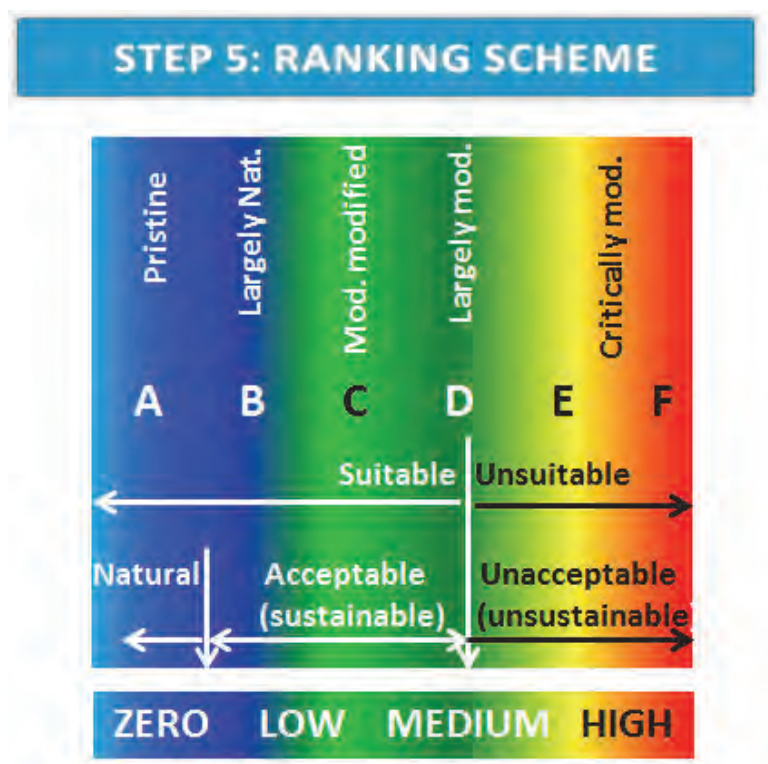 STEP 5: RANKING SCHEME
Pristine
Largely Nat.
Mod. modified
Largely mod.
Critically mod.
A B C D E F
Suitable Unsuitable
Natural Acceptable Unacceptable
(sustainable) (unsustainable
ZERO LOW MEDIUM HIGH